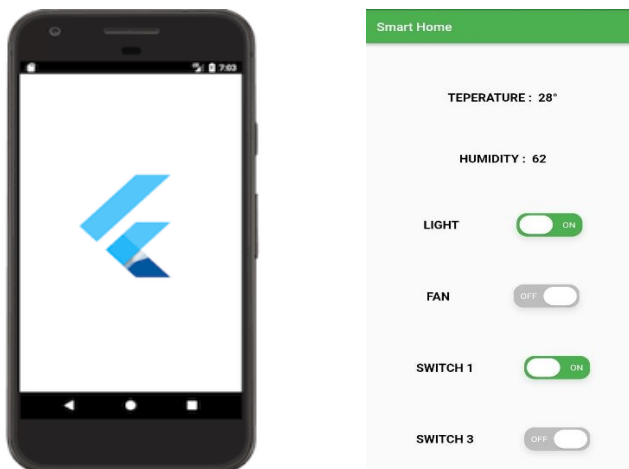 7:03
Smart Home
TEPERATURE : 28°
HUMIDITY : 62
LIGHT ON
FAN OFF
SWITCH 1 ON
SWITCH 3 OFF